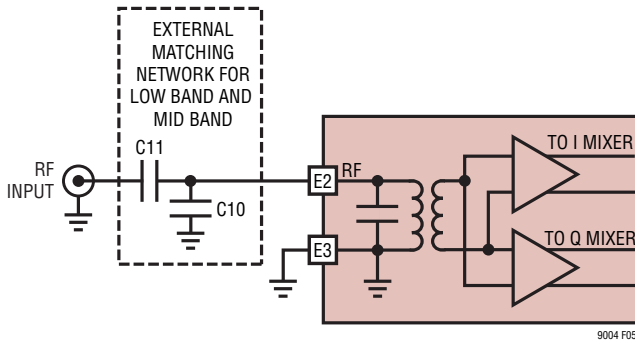 EXTERNAL
MATCHING
NETWORK FOR
LOW BAND AND
MID BAND
C11
RF
INPUT
C10
E2
RF
E3
TO I MIXER
TO Q MIXER
9004 F05